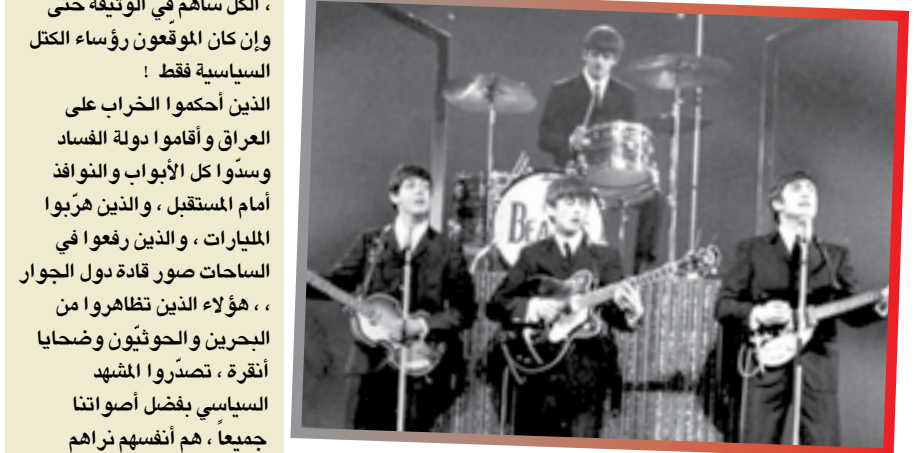 ، الكل ساهم في الوثيقة حتى
وإن كان الموقّعون رؤساء الكتل
السياسية فقط !
الذين أحكموا الخراب على
العراق وأقاموا دولة الفساد
وسدّوا كل الأبواب والنوافذ
أمام المستقبل ، والذين هرّبوا
المليارات ، والذين رفعوا في
الساحات صور قادة دول الجوار
، ، هؤلاء الذين تظاهروا من
البحرين والحوثيّون وضحايا
أنقرة ، تصدّروا المشهد
السياسي بفضل أصواتنا
جميعاً ، هم أنفسهم نراهم
BEA